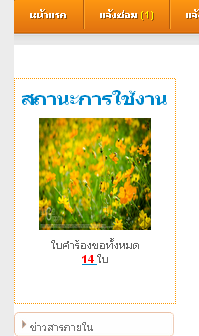 หน้าแรก
แจ้งซ่อม (1)
แจ้
สถานะการใช้งาน
ใบคำร้องขอทั้งหมด
14 ใบ
ข่าวสารภายใน